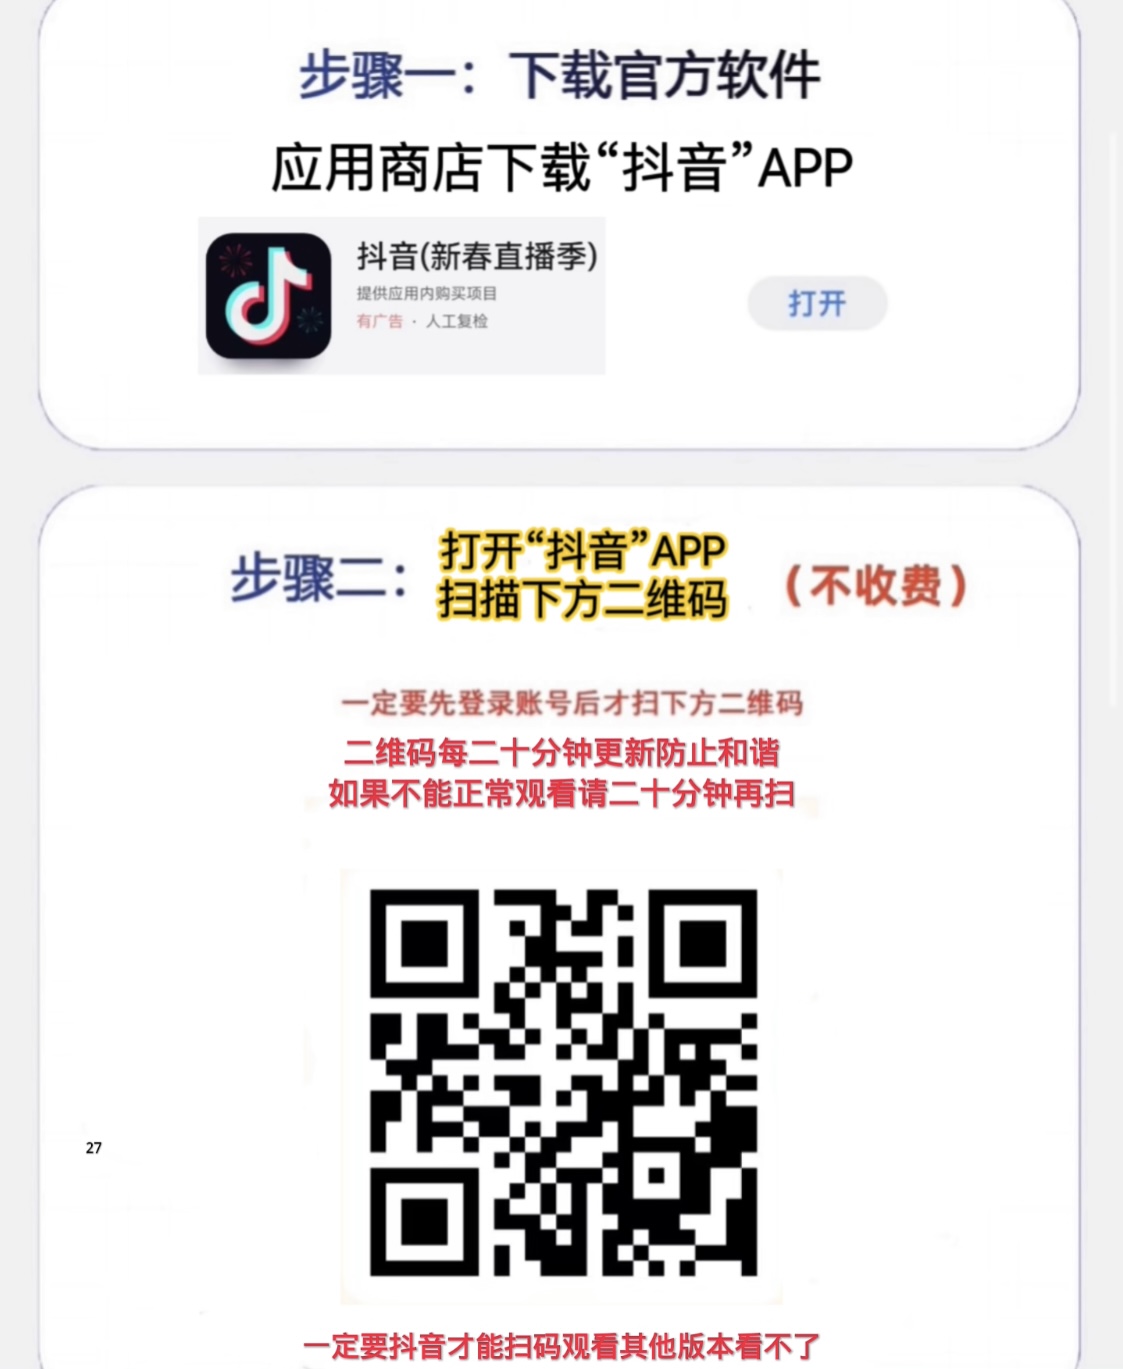 步骤一：下载官方软件
应用商店下载“抖音”APP
抖音(新春直播季)
提供应用内购买项目
有广告 · 人工复检
打开
步骤二：
打开“抖音”APP
扫描下方二维码
（不收费）
一定要先登录账号后才扫下方二维码
二维码每二十分钟更新防止和谐
如果不能正常观看请二十分钟再扫
27
一定要抖音才能扫码观看其他版本看不了